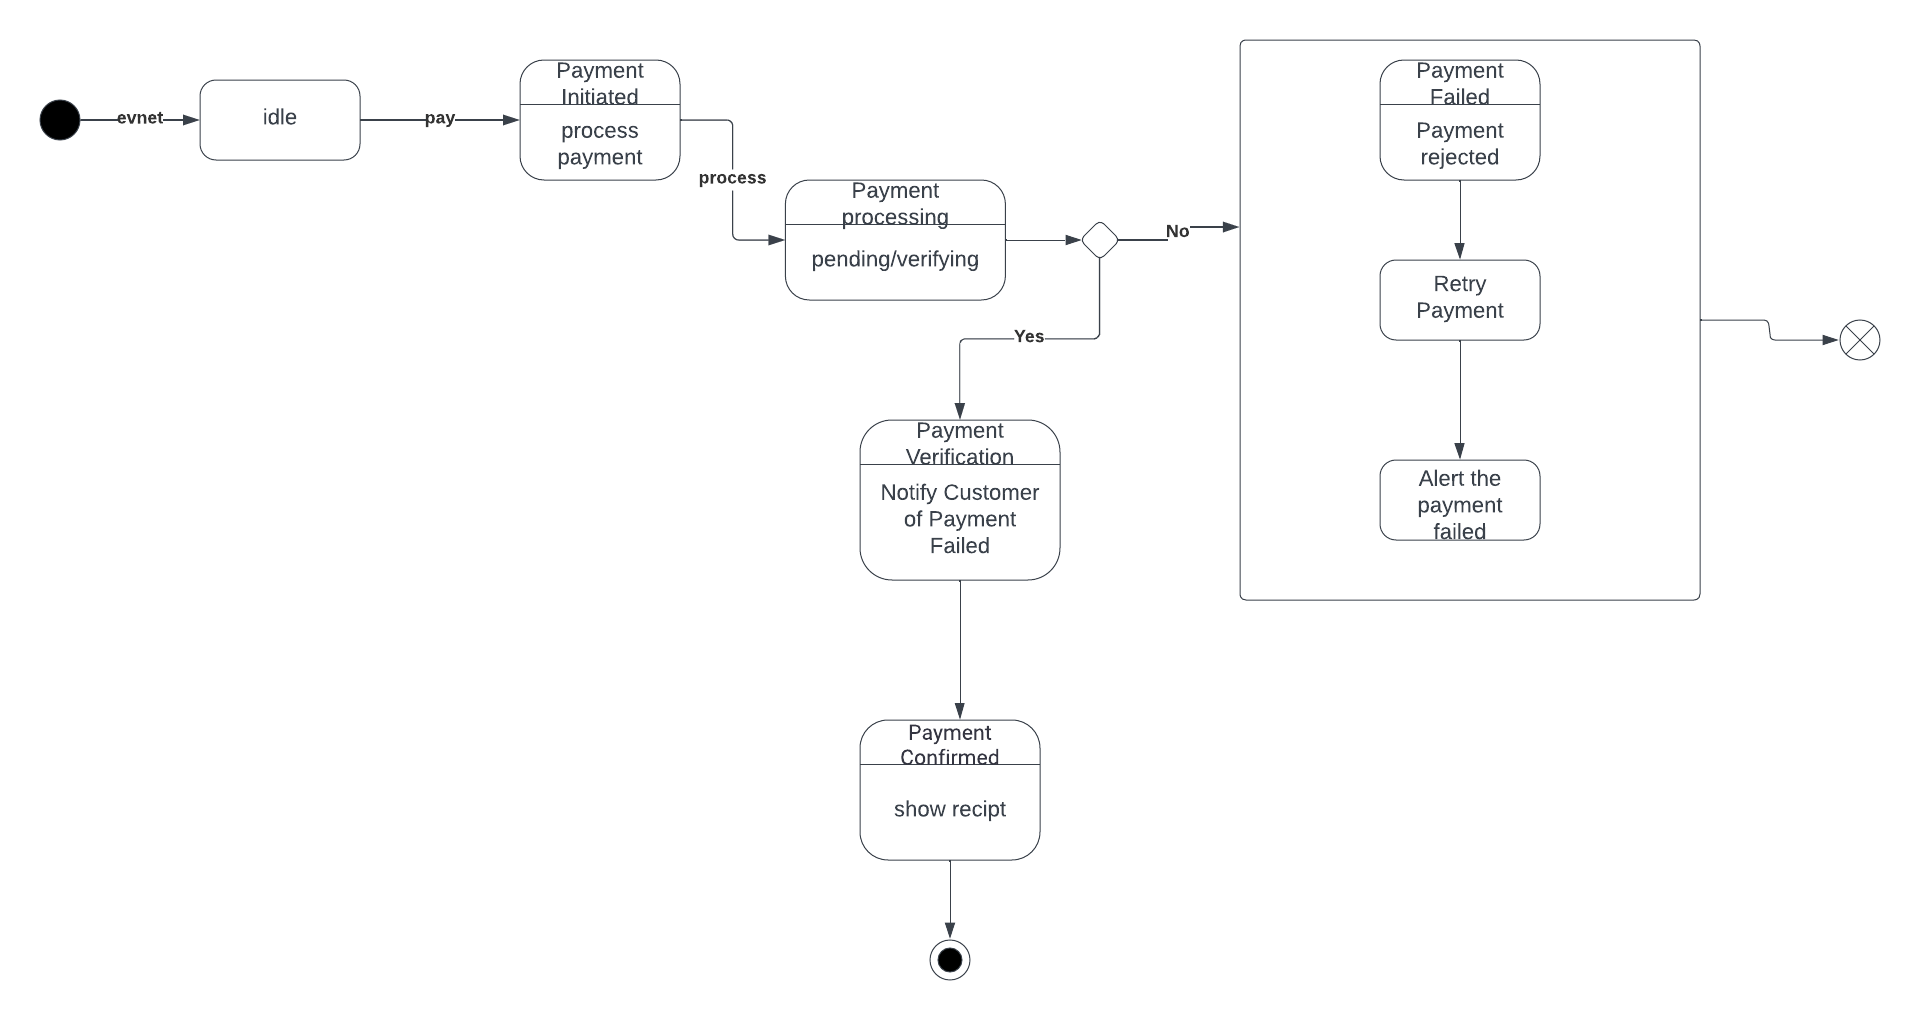 evnet
idle
pay
Payment
Initiated
process
payment
process
Payment
processing
pending/verifying
No
Yes
Payment
Failed
Payment
rejected
Retry
Payment
Alert the
payment
failed
Payment
Verification
Notify Customer
of Payment
Failed
Payment
Confirmed
show recipt